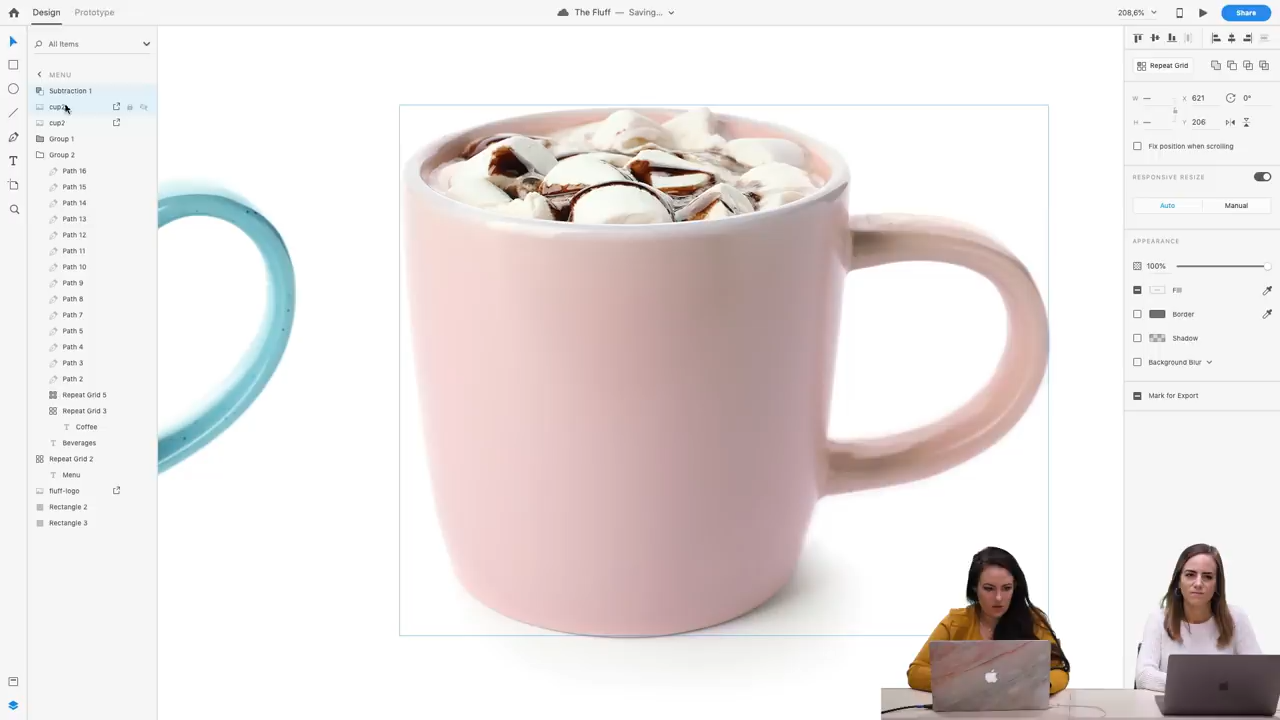 Design Prototype The Fluff — Saving... 208,6% Share
All Items
MENU
Subtraction 1
cup2
cup2
Group 1
Group 2
Path 16
Path 15
Path 14
Path 13
Path 12
Path 11
Path 10
Path 9
Path 8
Path 7
Path 5
Path 4
Path 3
Path 2
Repeat Grid 5
Repeat Grid 3
Coffee
Beverages
Repeat Grid 2
Menu
fluff-logo
Rectangle 2
Rectangle 3
Repeat Grid
W — X 621 0°
H — Y 206
Fix position when scrolling
RESPONSIVE RESIZE
Auto Manual
APPEARANCE
100%
Fill
Border
Shadow
Background Blur
Mark for Export